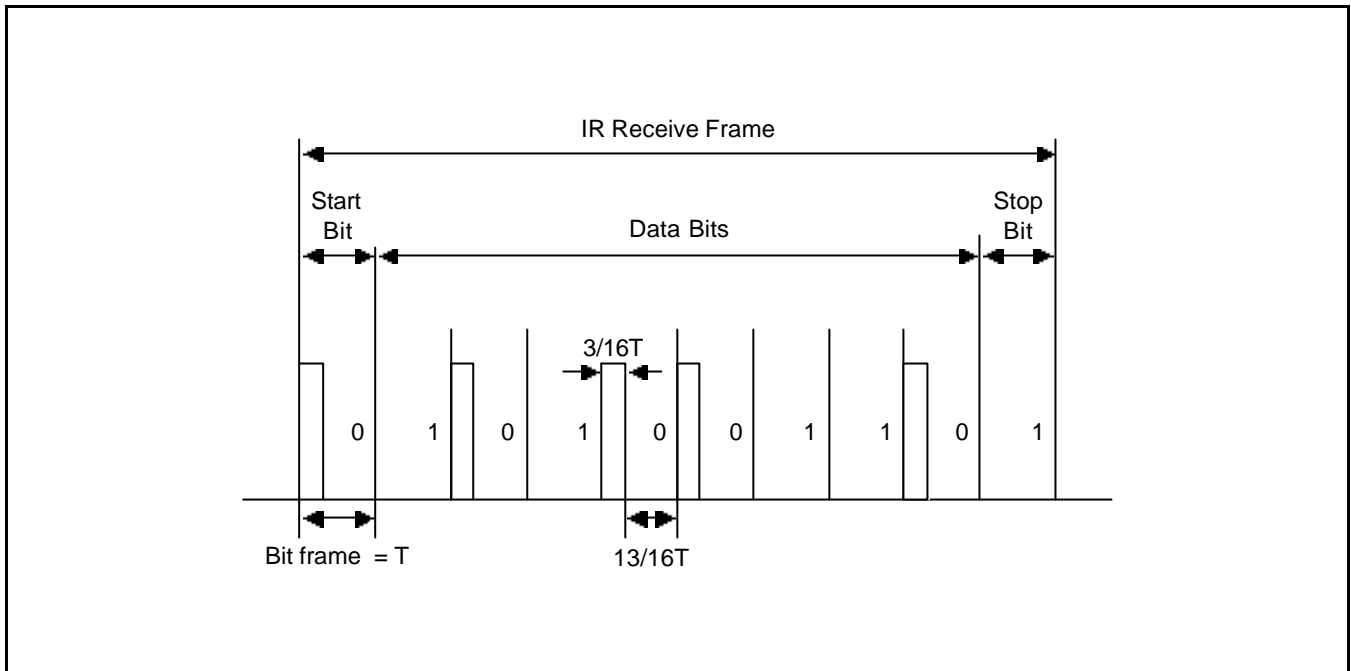 IR Receive Frame
Start
Bit
Data Bits
Stop
Bit
3/16T
0 1 0 1 0 0 1 1 0 1
Bit frame = T
13/16T